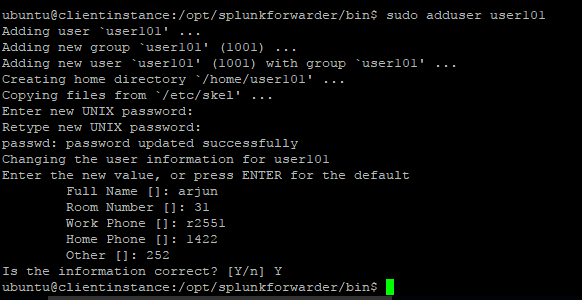 ubuntu@clientinstance:/opt/splunkforwarder/bin$ sudo adduser user101
Adding user `user101' ...
Adding new group `user101' (1001) ...
Adding new user `user101' (1001) with group `user101' ...
Creating home directory `/home/user101' ...
Copying files from `/etc/skel' ...
Enter new UNIX password:
Retype new UNIX password:
passwd: password updated successfully
Changing the user information for user101
Enter the new value, or press ENTER for the default
Full Name []: arjun
Room Number []: 31
Work Phone []: r2551
Home Phone []: 1422
Other []: 252
Is the information correct? [Y/n] Y
ubuntu@clientinstance:/opt/splunkforwarder/bin$